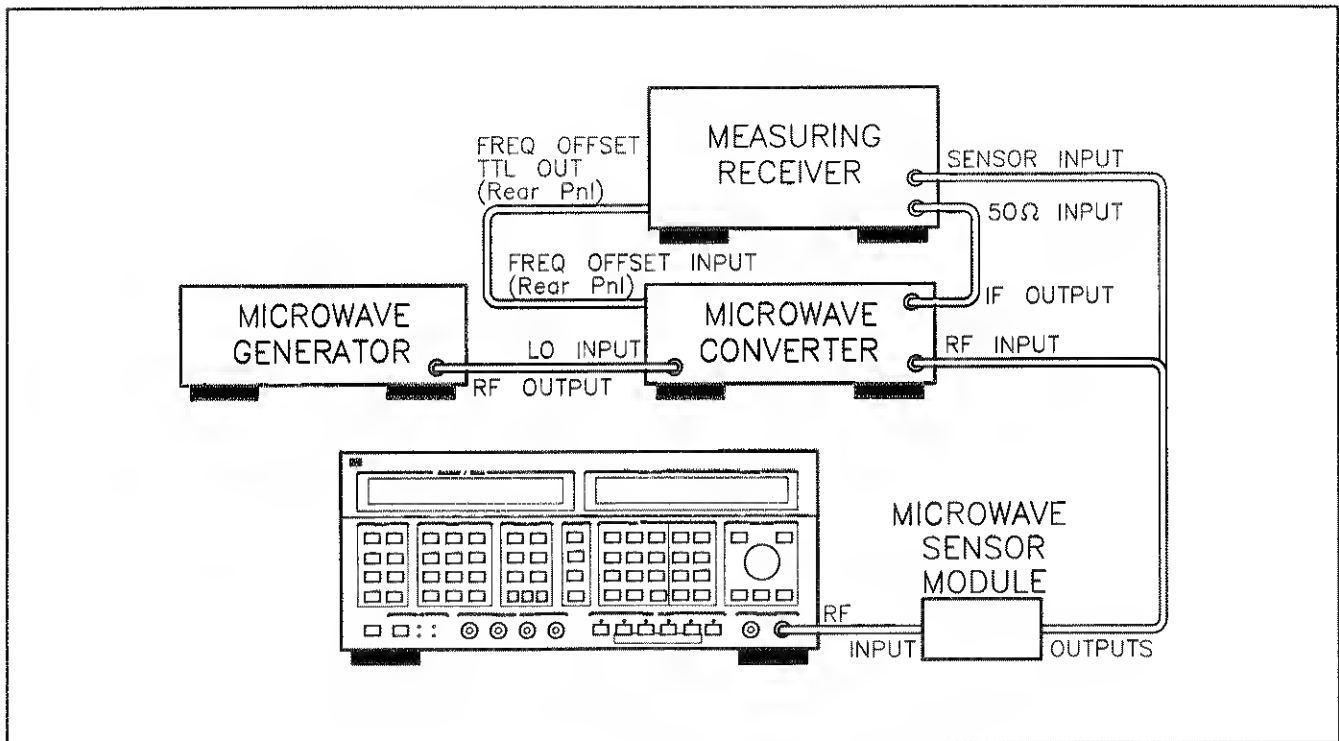 MEASURING
RECEIVER
FREQ OFFSET
TTL OUT
(Rear Pnl)
SENSOR INPUT
50Ω INPUT
FREQ OFFSET INPUT
(Rear Pnl)
IF OUTPUT
MICROWAVE
GENERATOR
MICROWAVE
CONVERTER
LO INPUT
RF OUTPUT
RF INPUT
MICROWAVE
SENSOR
MODULE
RF
INPUT
OUTPUTS